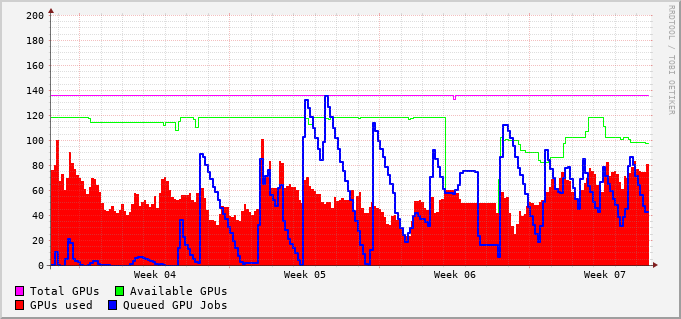 200
180
160
140
120
100
80
60
40
20
0
Week 04 Week 05 Week 06 Week 07
Total GPUs Available GPUs
GPUs used Queued GPU Jobs
RRDTOOL / TOBI OETIKER